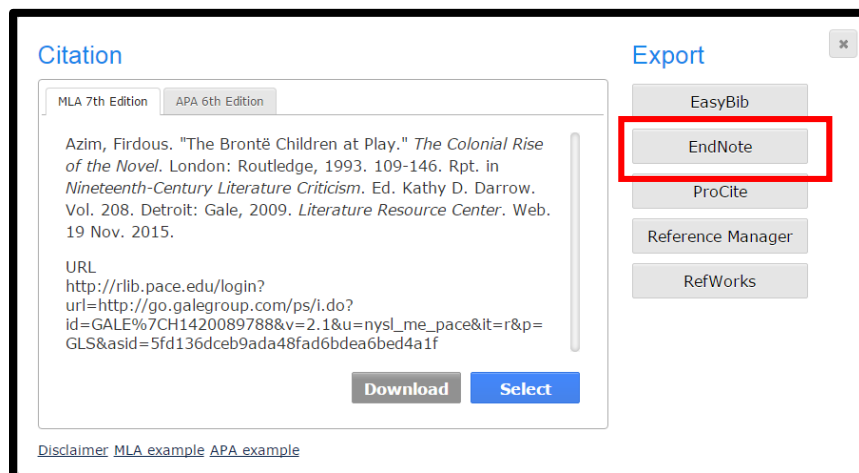 Citation
MLA 7th Edition
APA 6th Edition
Azim, Firdous. "The Brontë Children at Play." The Colonial Rise
of the Novel. London: Routledge, 1993. 109-146. Rpt. in
Nineteenth-Century Literature Criticism. Ed. Kathy D. Darrow.
Vol. 208. Detroit: Gale, 2009. Literature Resource Center. Web.
19 Nov. 2015.
URL
http://rlib.pace.edu/login?
url=http://go.galegroup.com/ps/i.do?
id=GALE%7CH1420089788&v=2.1&u=nysl_me_pace&it=r&p=
GLS&asid=5fd136dceb9ada48fad6bdea6bed4a1f
Download
Select
Disclaimer MLA example APA example
Export
EasyBib
EndNote
ProCite
Reference Manager
RefWorks